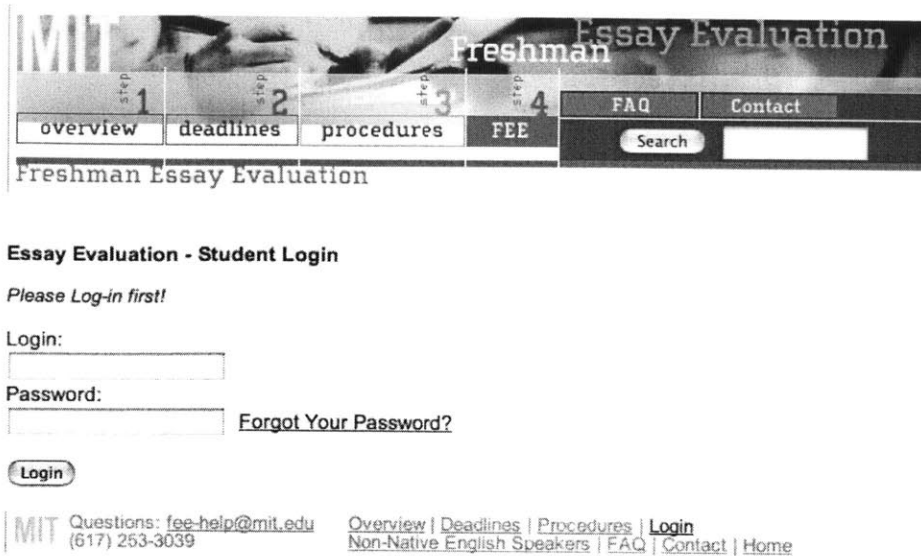 MIT
Freshman Essay Evaluation
step 1 step 2 step 3 step 4
overview deadlines procedures FEE
FAQ Contact
Search
Freshman Essay Evaluation
Essay Evaluation - Student Login
Please Log-in first!
Login:
Password:
Forgot Your Password?
Login
MIT Questions: fee-help@mit.edu
(617) 253-3039
Overview | Deadlines | Procedures | Login
Non-Native English Speakers | FAQ | Contact | Home